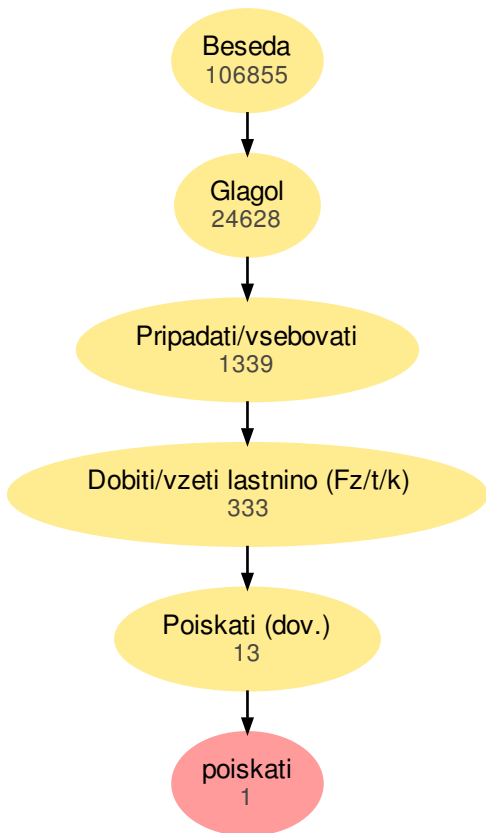 Beseda
106855
Glagol
24628
Pripadati/vsebovati
1339
Dobiti/vzeti lastnino (Fz/t/k)
333
Poiskati (dov.)
13
poiskati
1